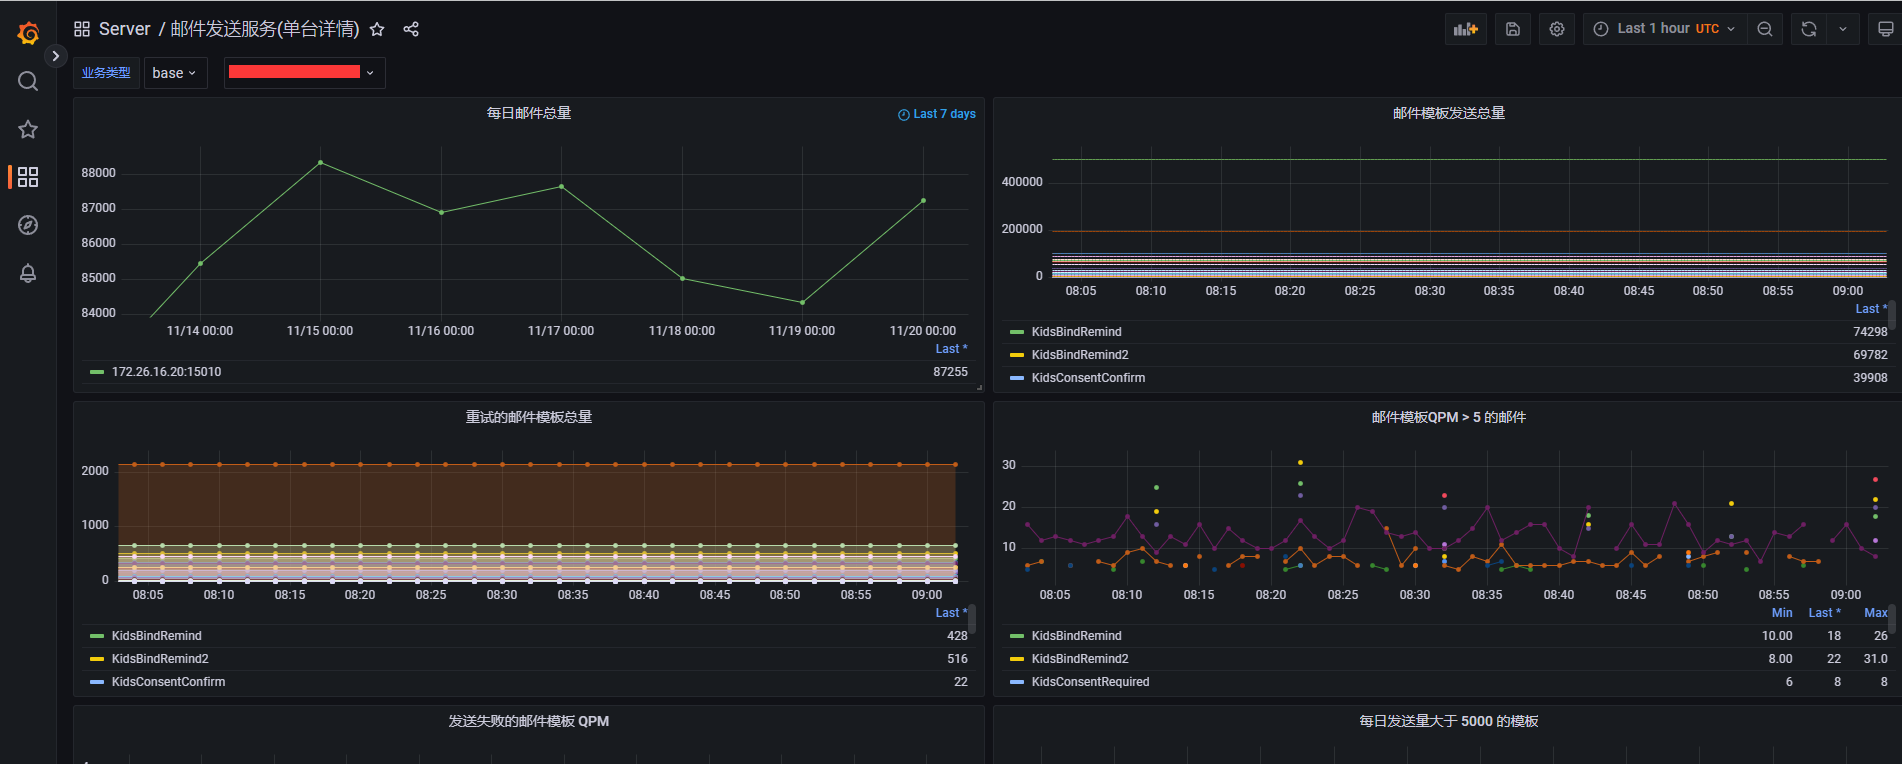 Server / 邮件发送服务(单台详情)
Last 1 hour UTC
业务类型 base
每日邮件总量
Last 7 days
88000
87000
86000
85000
84000
11/14 00:00 11/15 00:00 11/16 00:00 11/17 00:00 11/18 00:00 11/19 00:00 11/20 00:00
Last *
172.26.16.20:15010 87255
邮件模板发送总量
400000
200000
0
08:05 08:10 08:15 08:20 08:25 08:30 08:35 08:40 08:45 08:50 08:55 09:00
Last *
KidsBindRemind 74298
KidsBindRemind2 69782
KidsConsentConfirm 39908
重试的邮件模板总量
2000
1000
0
08:05 08:10 08:15 08:20 08:25 08:30 08:35 08:40 08:45 08:50 08:55 09:00
Last *
KidsBindRemind 428
KidsBindRemind2 516
KidsConsentConfirm 22
邮件模板QPM > 5 的邮件
30
20
10
08:05 08:10 08:15 08:20 08:25 08:30 08:35 08:40 08:45 08:50 08:55 09:00
Min Last * Max
KidsBindRemind 10.00 18 26
KidsBindRemind2 8.00 22 31.0
KidsConsentRequired 6 8 8
发送失败的邮件模板 QPM
每日发送量大于 5000 的模板